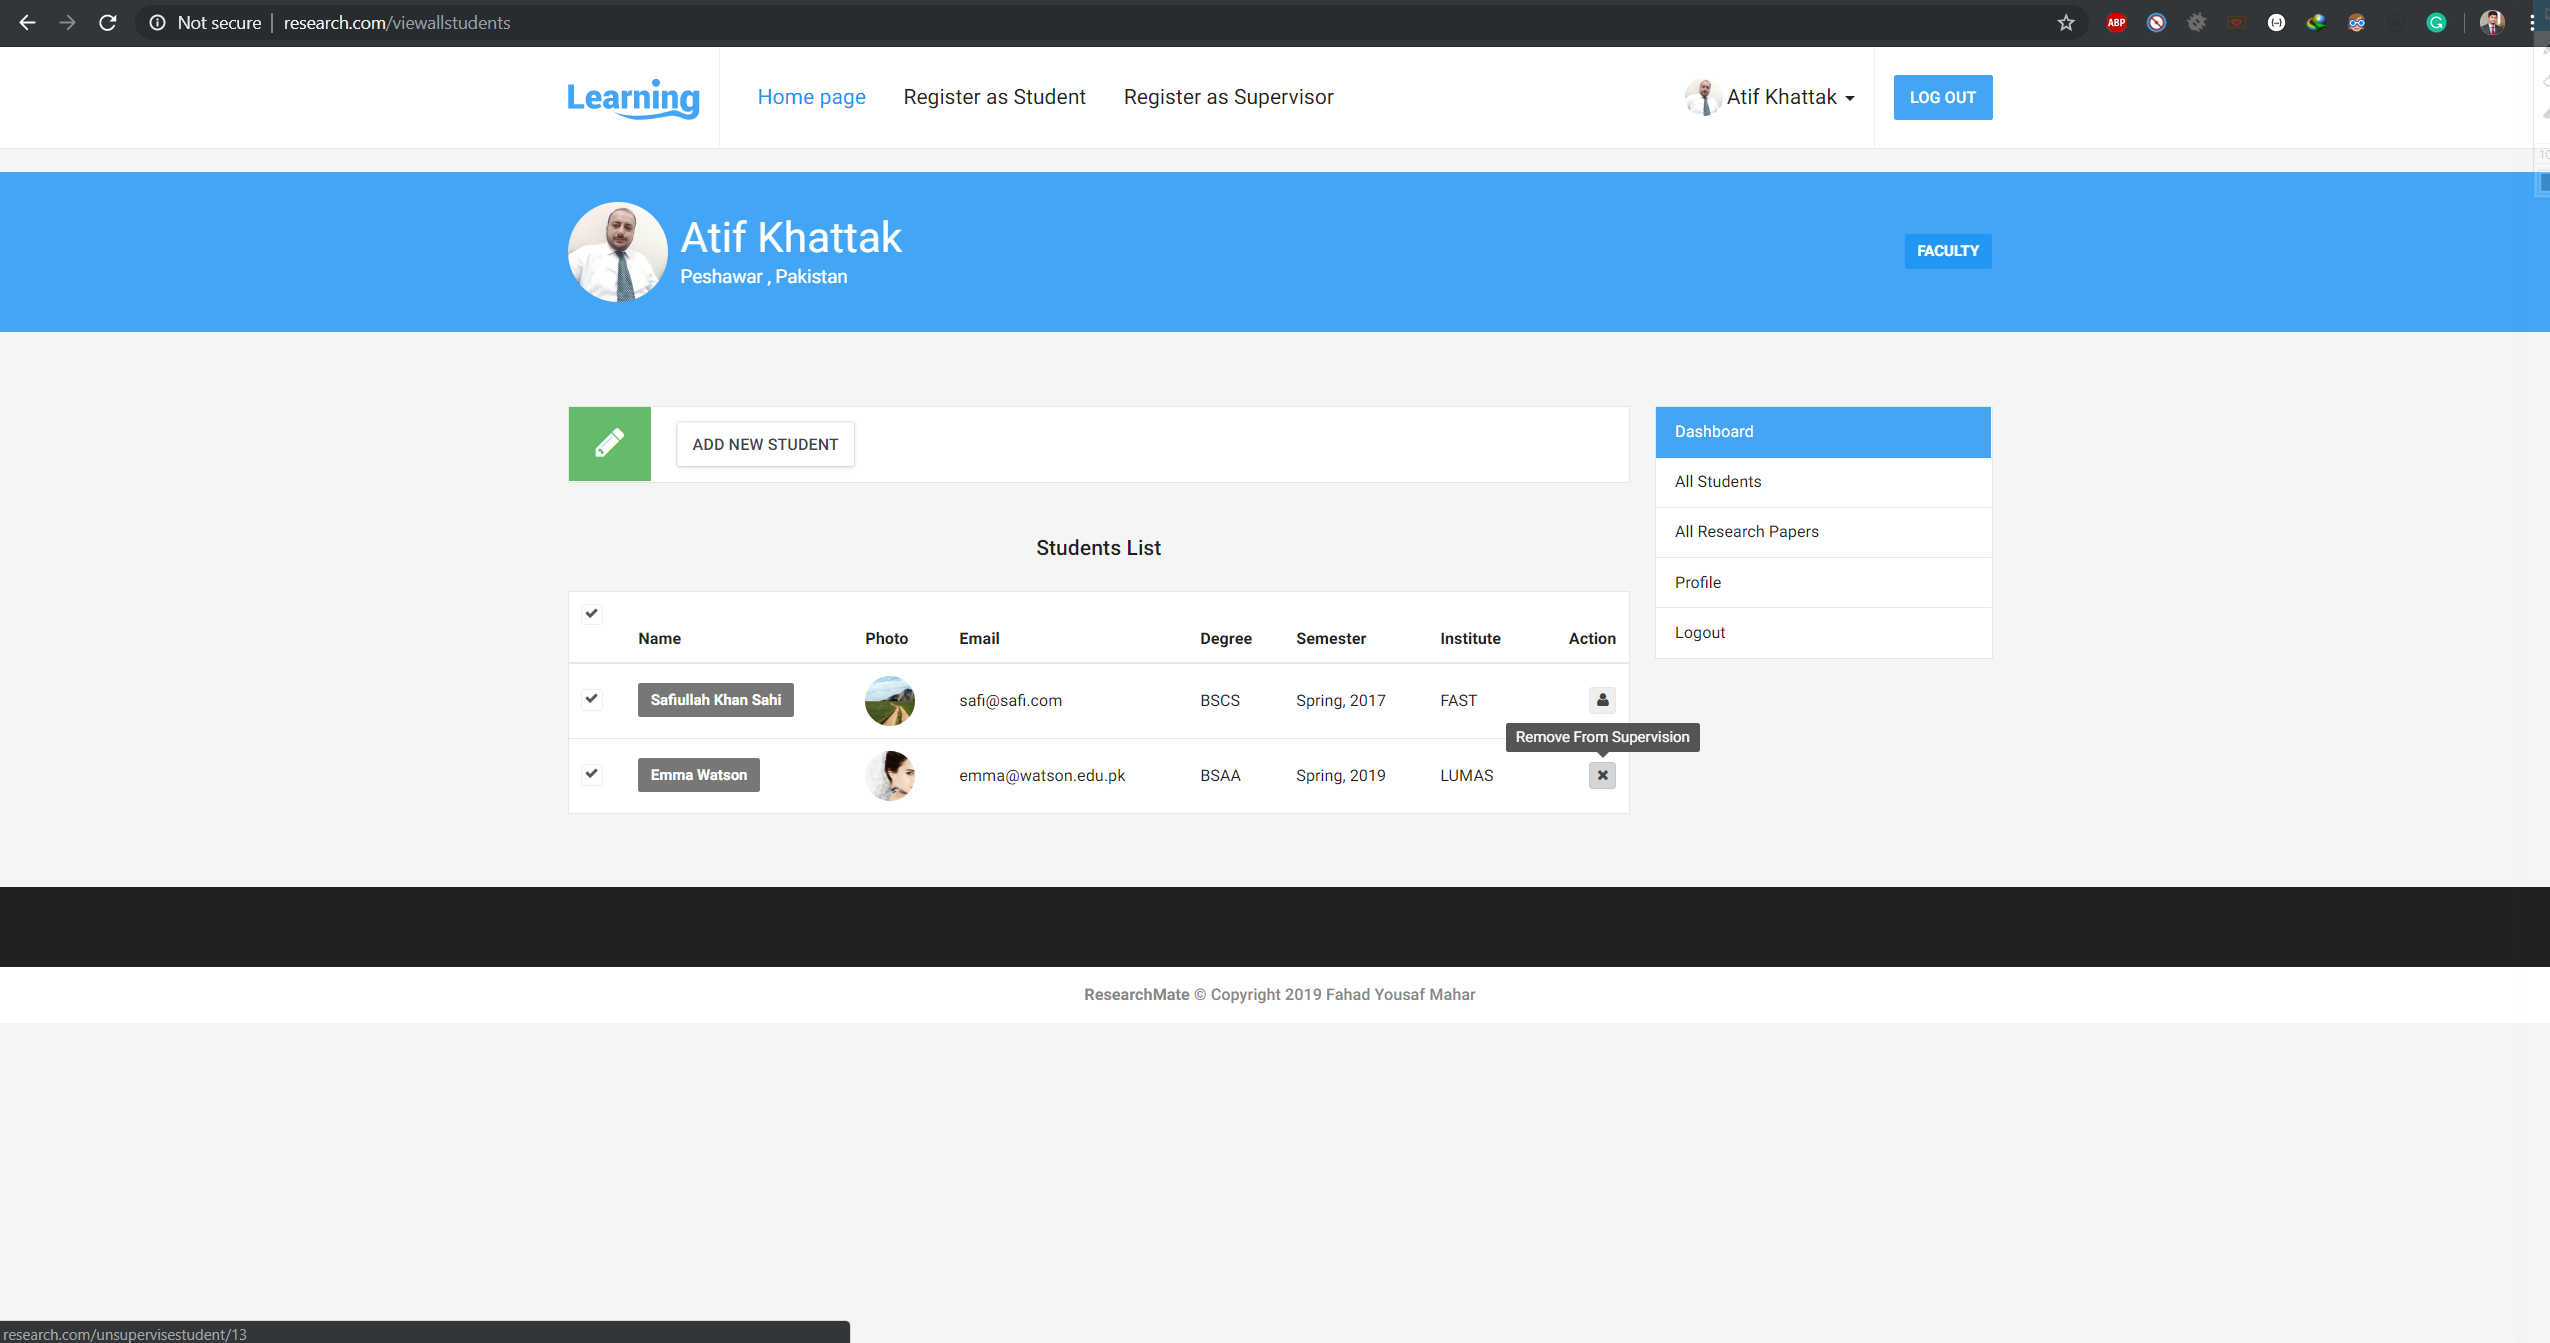 Not secure | research.com/viewallstudents
ABP
Learning
Home page
Register as Student
Register as Supervisor
Atif Khattak
LOG OUT
Atif Khattak
Peshawar , Pakistan
FACULTY
ADD NEW STUDENT
Dashboard
All Students
All Research Papers
Profile
Logout
Students List
Name Photo Email Degree Semester Institute Action
Safiullah Khan Sahi safi@safi.com BSCS Spring, 2017 FAST
Remove From Supervision
Emma Watson emma@watson.edu.pk BSAA Spring, 2019 LUMAS
ResearchMate © Copyright 2019 Fahad Yousaf Mahar
research.com/unsupervisestudent/13